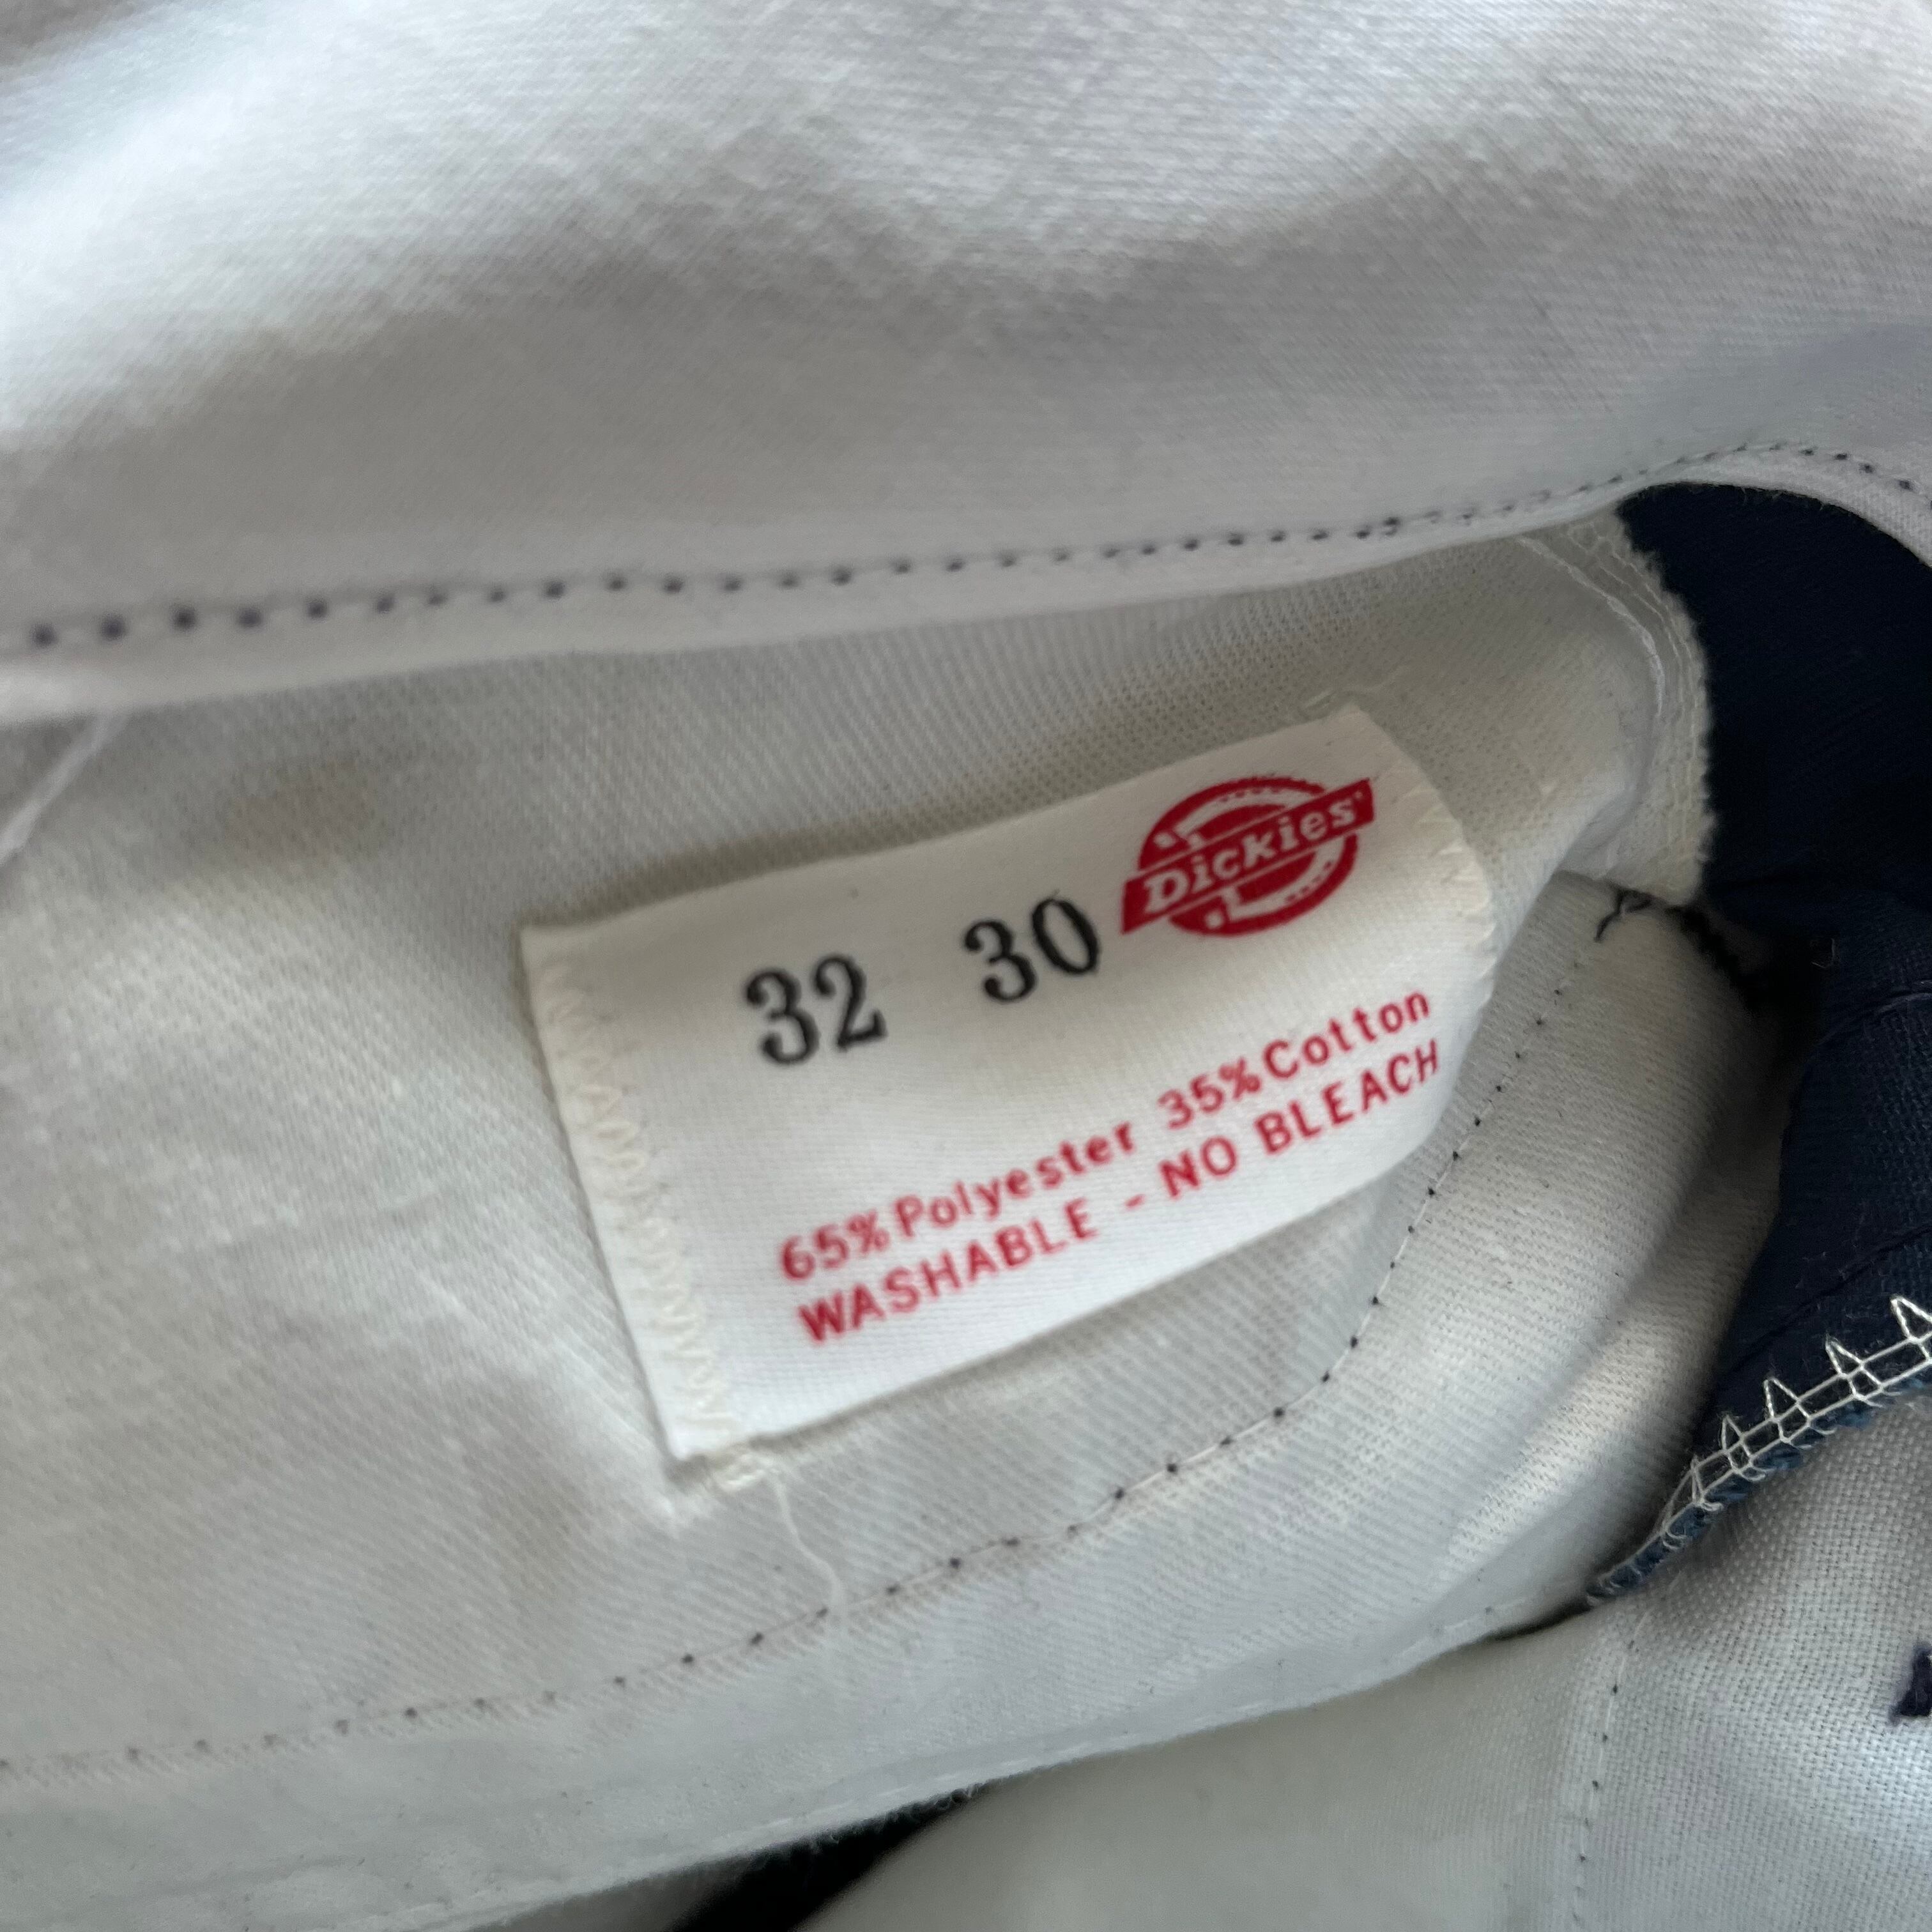 Dickies
32 30
65% Polyester 35% Cotton
WASHABLE - NO BLEACH